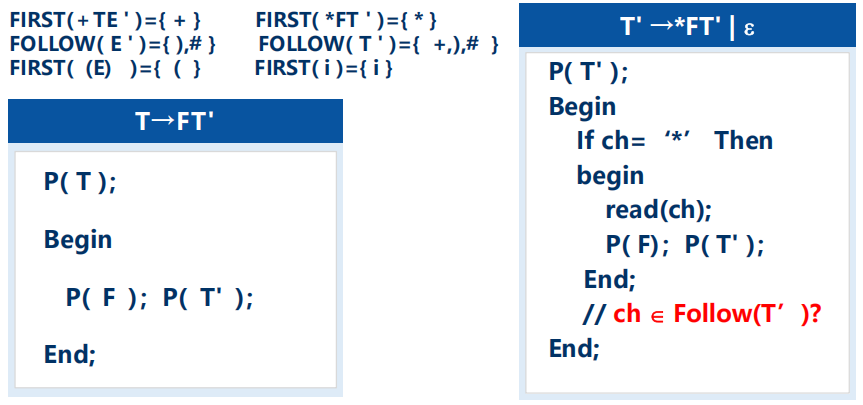 FIRST(+TE')={ + }   FIRST( *FT ')={ * }
FOLLOW( E ')={ ),# }   FOLLOW( T ')={ +,),# }
FIRST( (E) )={ ( }   FIRST( i )={ i }
T→FT'
P( T );
Begin
P( F ); P( T' );
End;
T' →*FT' | ε
P( T' );
Begin
If ch= ‘*’ Then
begin
read(ch);
P( F); P( T' );
End;
// ch ∈ Follow(T’ )?
End;